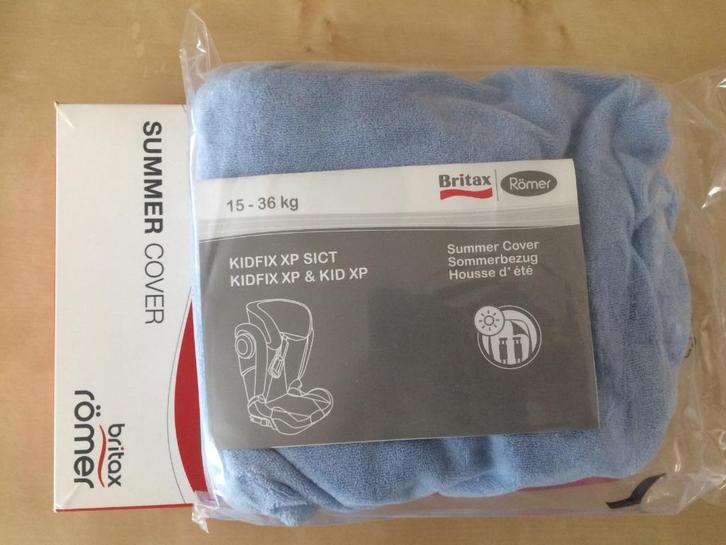 SUMMER COVER
britax
römer
Britax Römer
15 - 36 kg
KIDFIX XP SICT
KIDFIX XP & KID XP
Summer Cover
Sommerbezug
Housse d' été